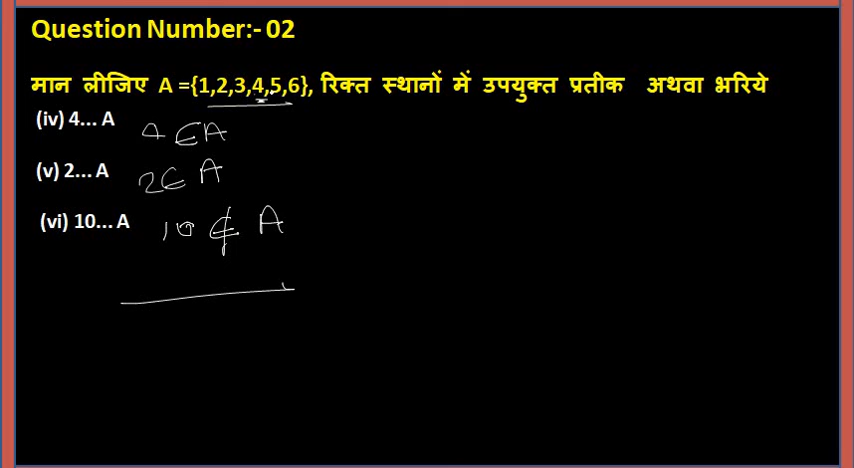 Question Number:- 02
मान लीजिए A ={1,2,3,4,5,6}, रिक्त स्थानों में उपयुक्त प्रतीक अथवा भरिये
(iv) 4... A
4 ∈ A
(v) 2... A
2 ∈ A
(vi) 10... A
10 ∉ A